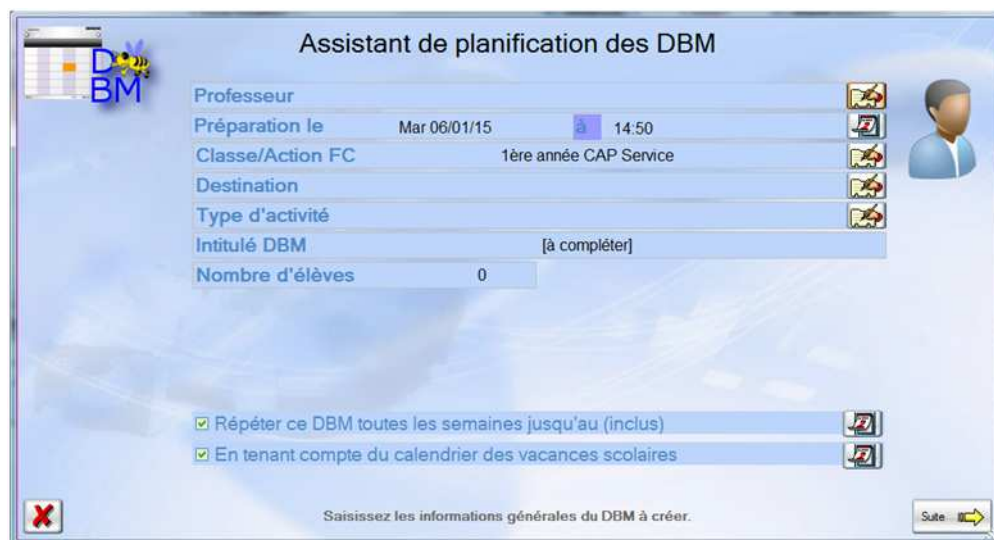 Assistant de planification des DBM
D
BM
Professeur
Préparation le Mar 06/01/15 à 14:50
Classe/Action FC 1ère année CAP Service
Destination
Type d'activité
Intitulé DBM [à compléter]
Nombre d'élèves 0
Répéter ce DBM toutes les semaines jusqu'au (inclus)
En tenant compte du calendrier des vacances scolaires
Saisissez les informations générales du DBM à créer.
Suite